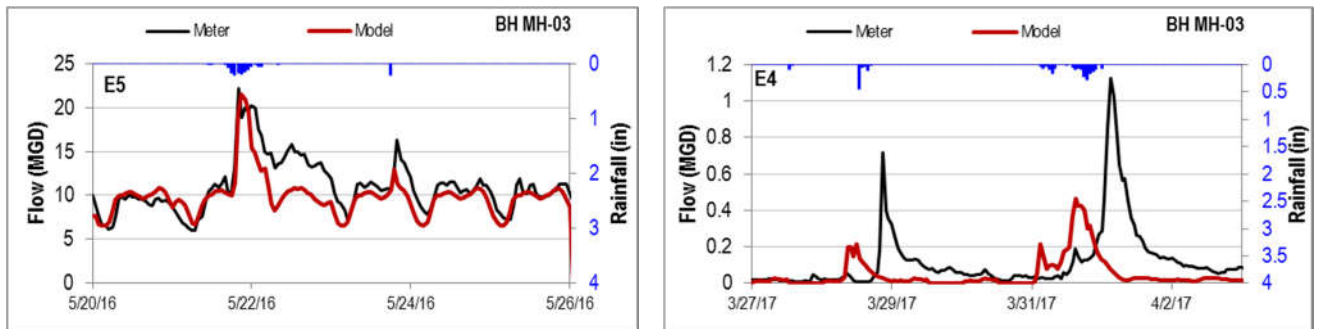 Meter Model BH MH-03
25 0
E5
20 1
15
2
10
3
5
0 4
Flow (MGD)
Rainfall (in)
5/20/16 5/22/16 5/24/16 5/26/16
Meter Model BH MH-03
1.2 0
E4
1 0.5
0.8 1
1.5
0.6 2
0.4 2.5
3
0.2 3.5
0 4
Flow (MGD)
Rainfall (in)
3/27/17 3/29/17 3/31/17 4/2/17